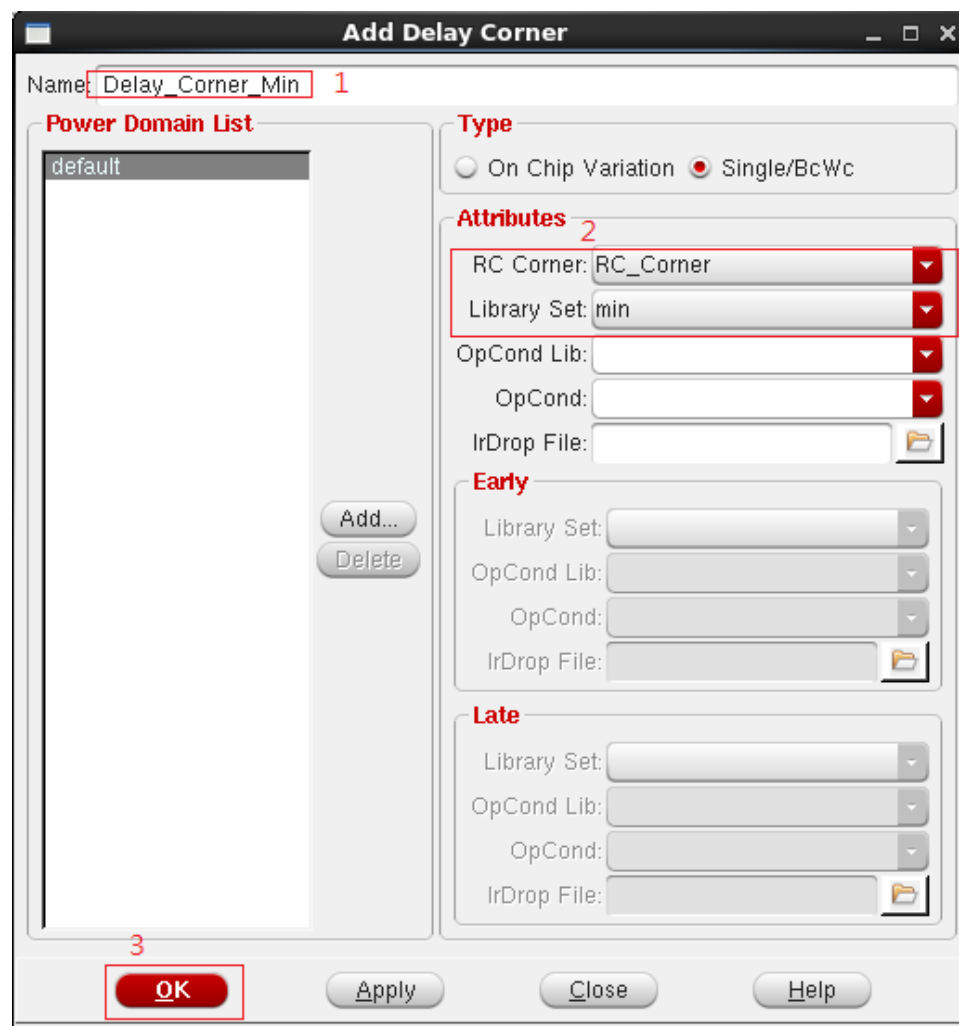 Add Delay Corner
Name: Delay_Corner_Min 1
Power Domain List
default
Add...
Delete
Type
On Chip Variation Single/BcWc
Attributes
2
RC Corner: RC_Corner
Library Set: min
OpCond Lib:
OpCond:
IrDrop File:
Early
Library Set:
OpCond Lib:
OpCond:
IrDrop File:
Late
Library Set:
OpCond Lib:
OpCond:
IrDrop File:
3
OK Apply Close Help